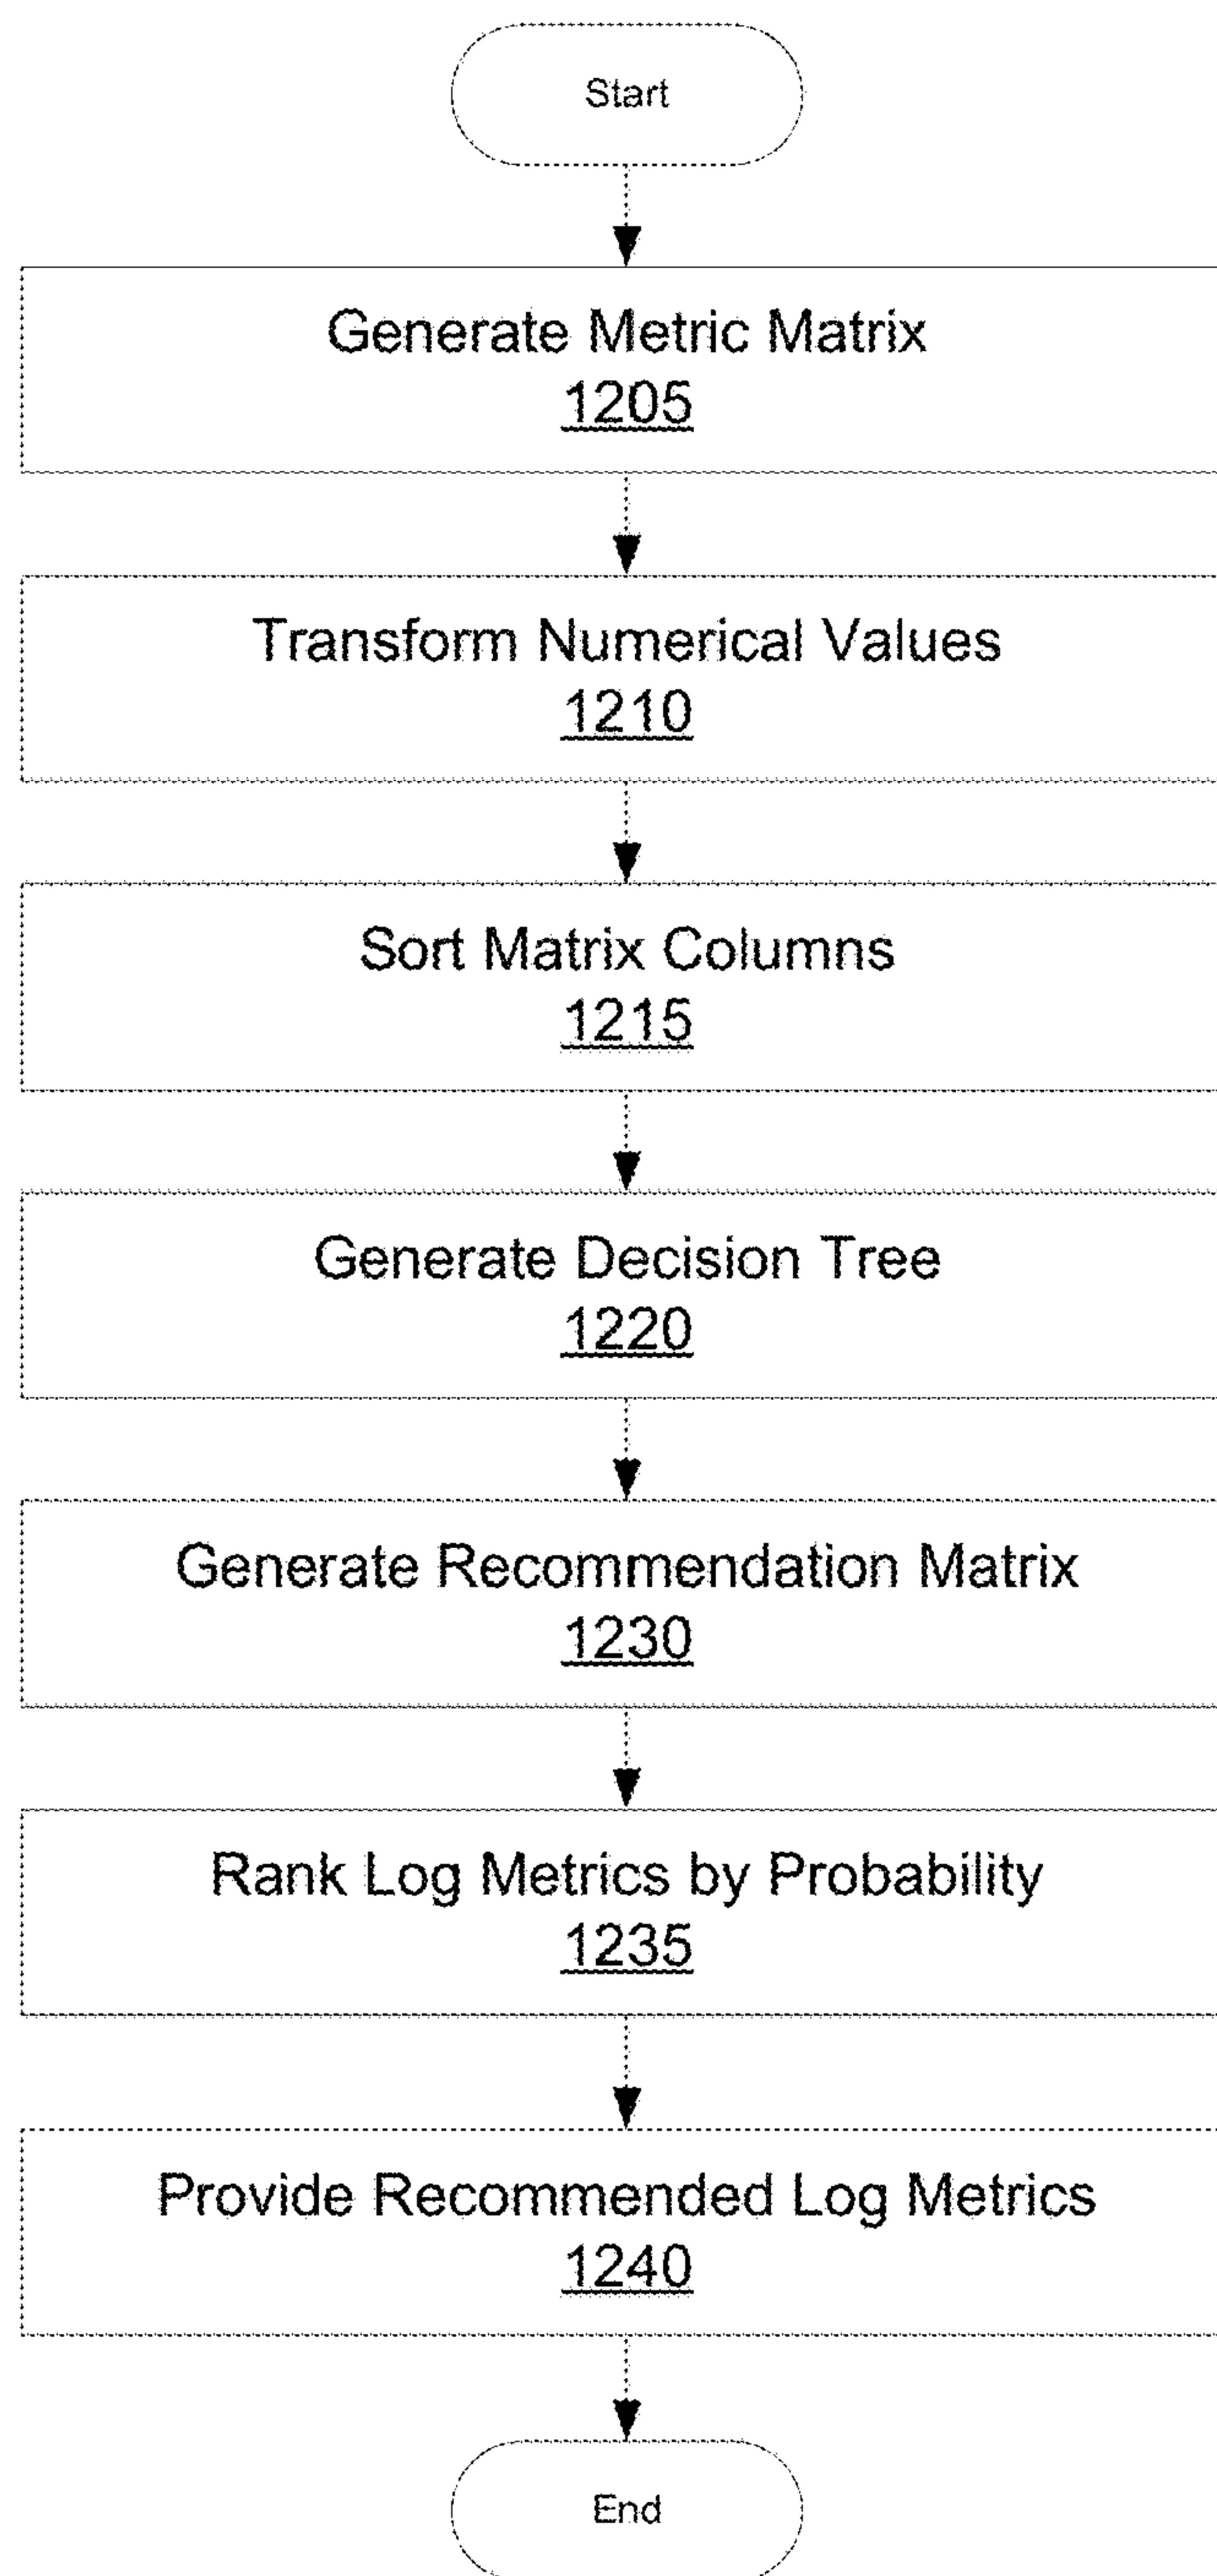 Start
Generate Metric Matrix
1205
Transform Numerical Values
1210
Sort Matrix Columns
1215
Generate Decision Tree
1220
Generate Recommendation Matrix
1230
Rank Log Metrics by Probability
1235
Provide Recommended Log Metrics
1240
End